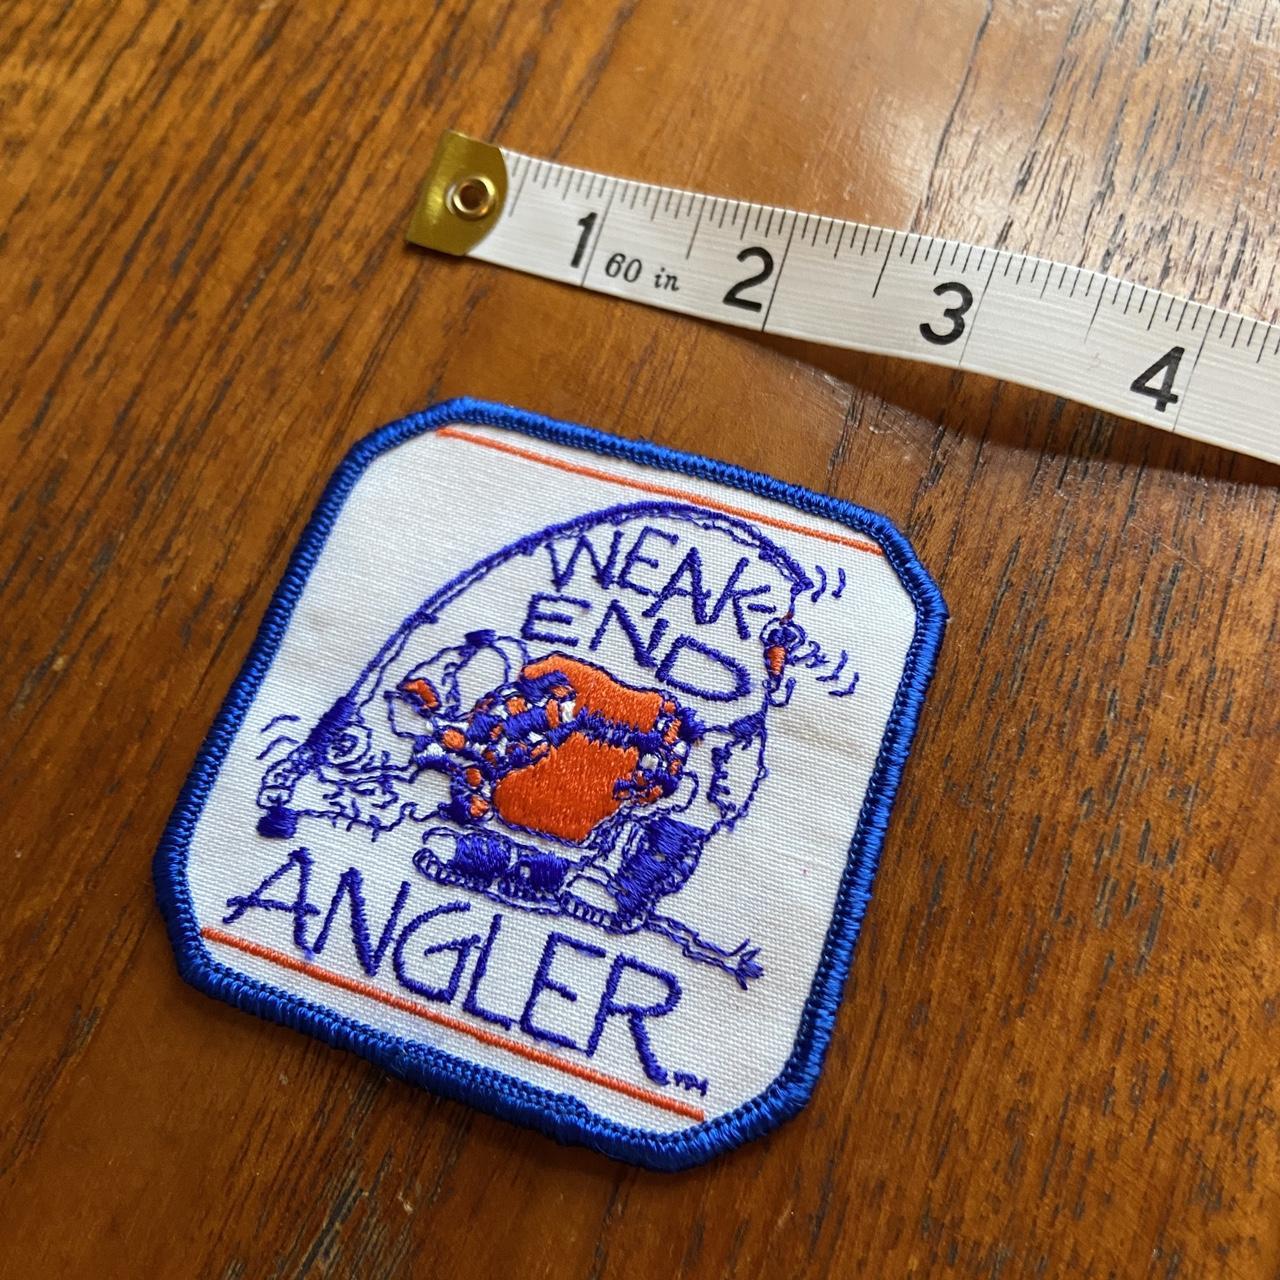 1 60 in 2 3 4
WEAK-
END
ANGLER TM